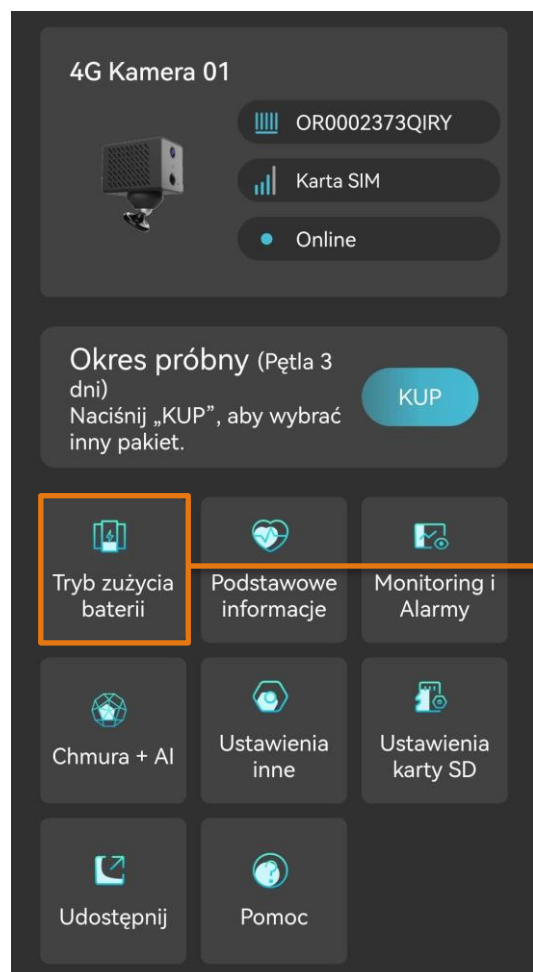 4G Kamera 01
OR0002373QIRY
Karta SIM
Online
Okres próbny (Pętla 3
dni)
Naciśnij „KUP”, aby wybrać
inny pakiet.
KUP
Tryb zużycia
baterii
Podstawowe
informacje
Monitoring i
Alarmy
Chmura + AI
Ustawienia
inne
Ustawienia
karty SD
Udostępnij
Pomoc